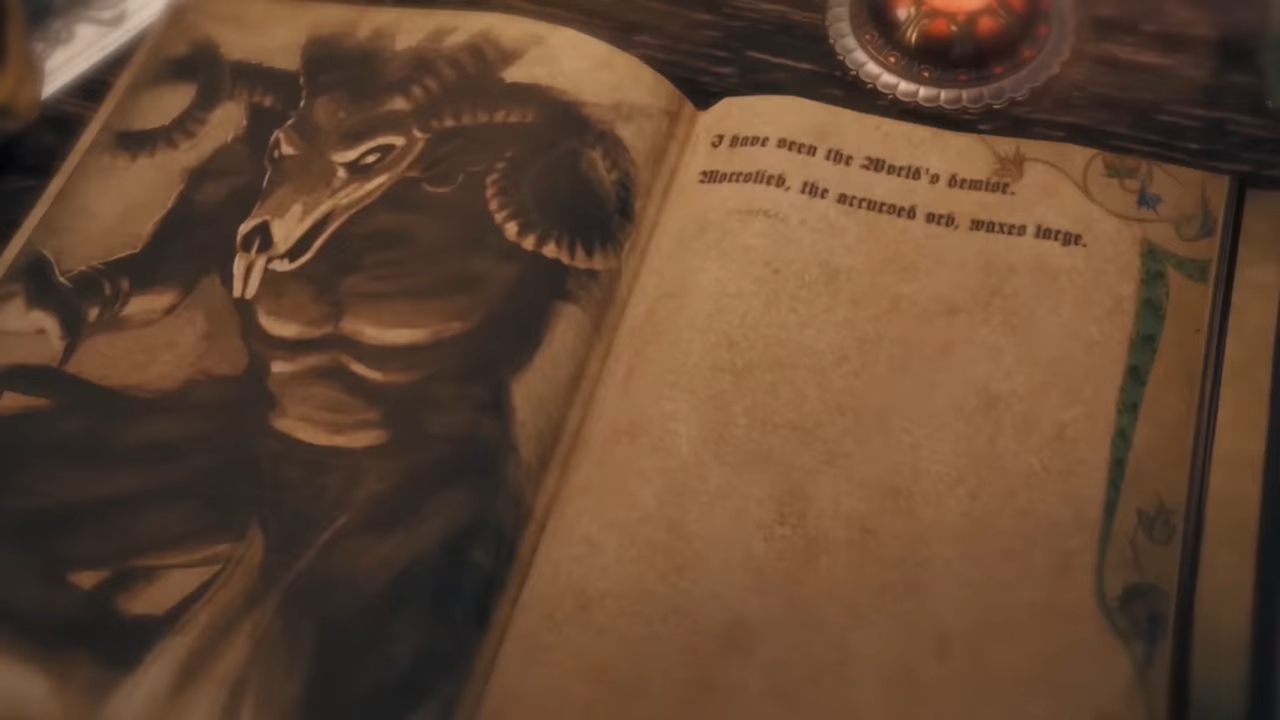 I have seen the World's demise.
Morrslieb, the accursed orb, waxes large.